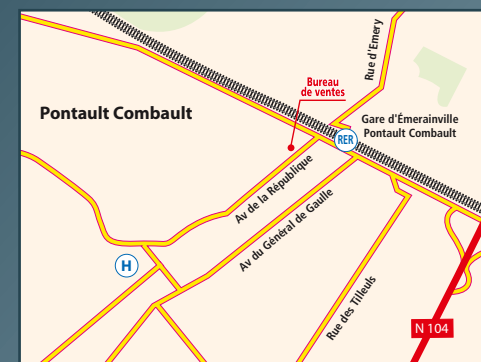 Rue d'Emery
Bureau
de ventes
Pontault Combault
Gare d'Émerainville
Pontault Combault
RER
Av de la République
Av du Général de Gaulle
H
Rue des Tilleuls
N 104